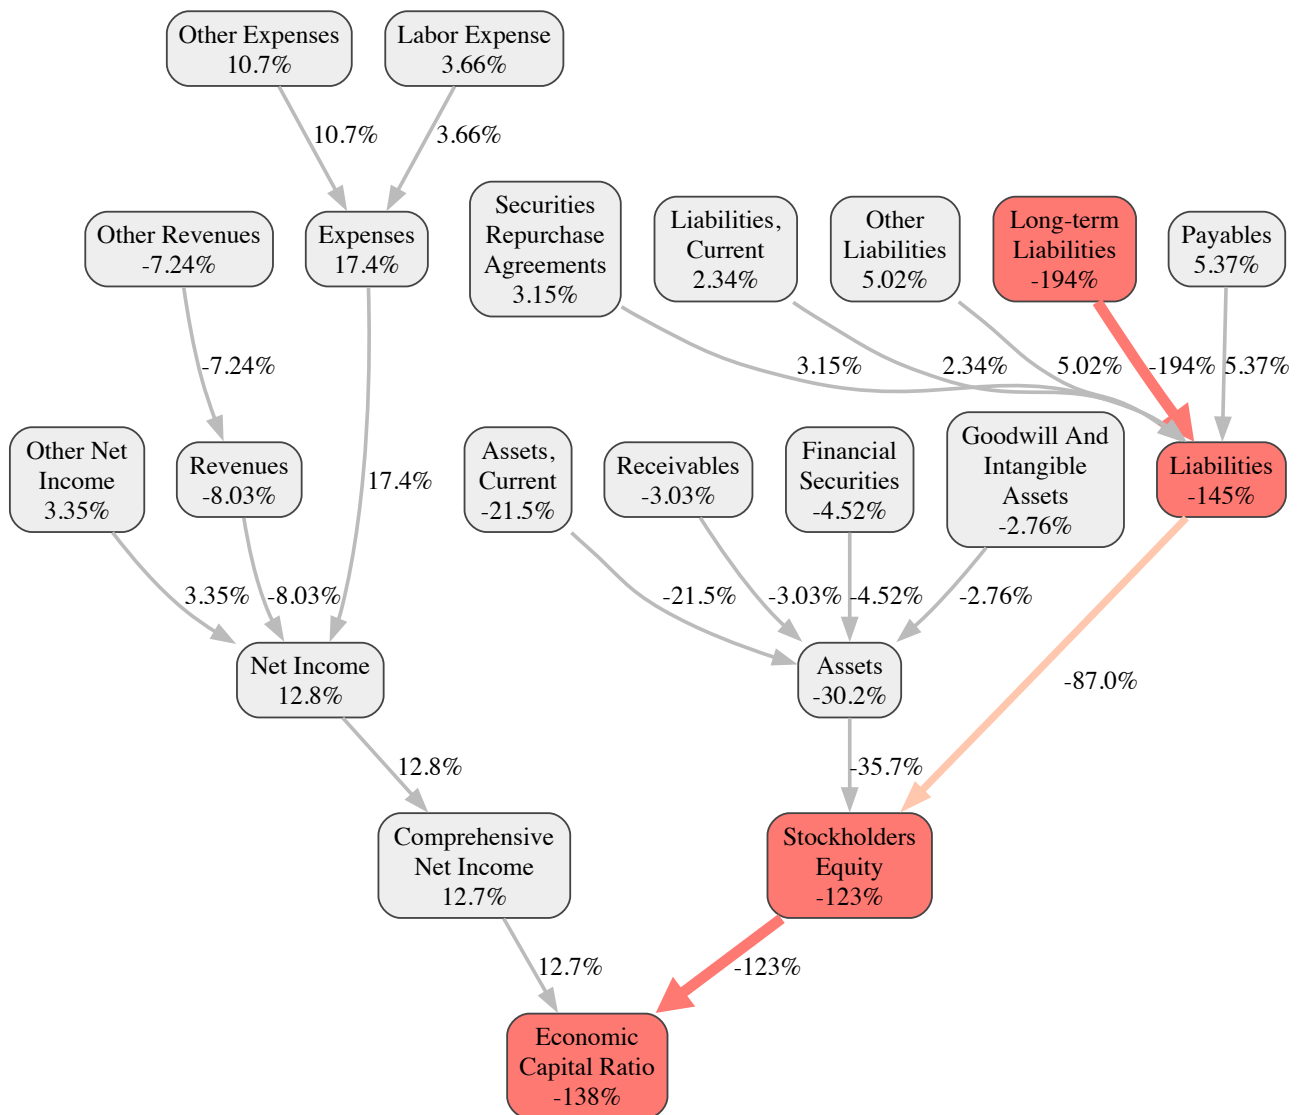 Other Expenses
10.7%
Labor Expense
3.66%
10.7%
3.66%
Securities
Repurchase
Agreements
3.15%
Liabilities,
Current
2.34%
Other
Liabilities
5.02%
Long-term
Liabilities
-194%
Payables
5.37%
Other Revenues
-7.24%
Expenses
17.4%
-7.24%
3.15%
2.34%
5.02%
-194%
5.37%
Other Net
Income
3.35%
Revenues
-8.03%
17.4%
Assets,
Current
-21.5%
Receivables
-3.03%
Financial
Securities
-4.52%
Goodwill And
Intangible
Assets
-2.76%
Liabilities
-145%
3.35%
-8.03%
-21.5%
-3.03%
-4.52%
-2.76%
Net Income
12.8%
Assets
-30.2%
-87.0%
12.8%
-35.7%
Comprehensive
Net Income
12.7%
Stockholders
Equity
-123%
12.7%
-123%
Economic
Capital Ratio
-138%